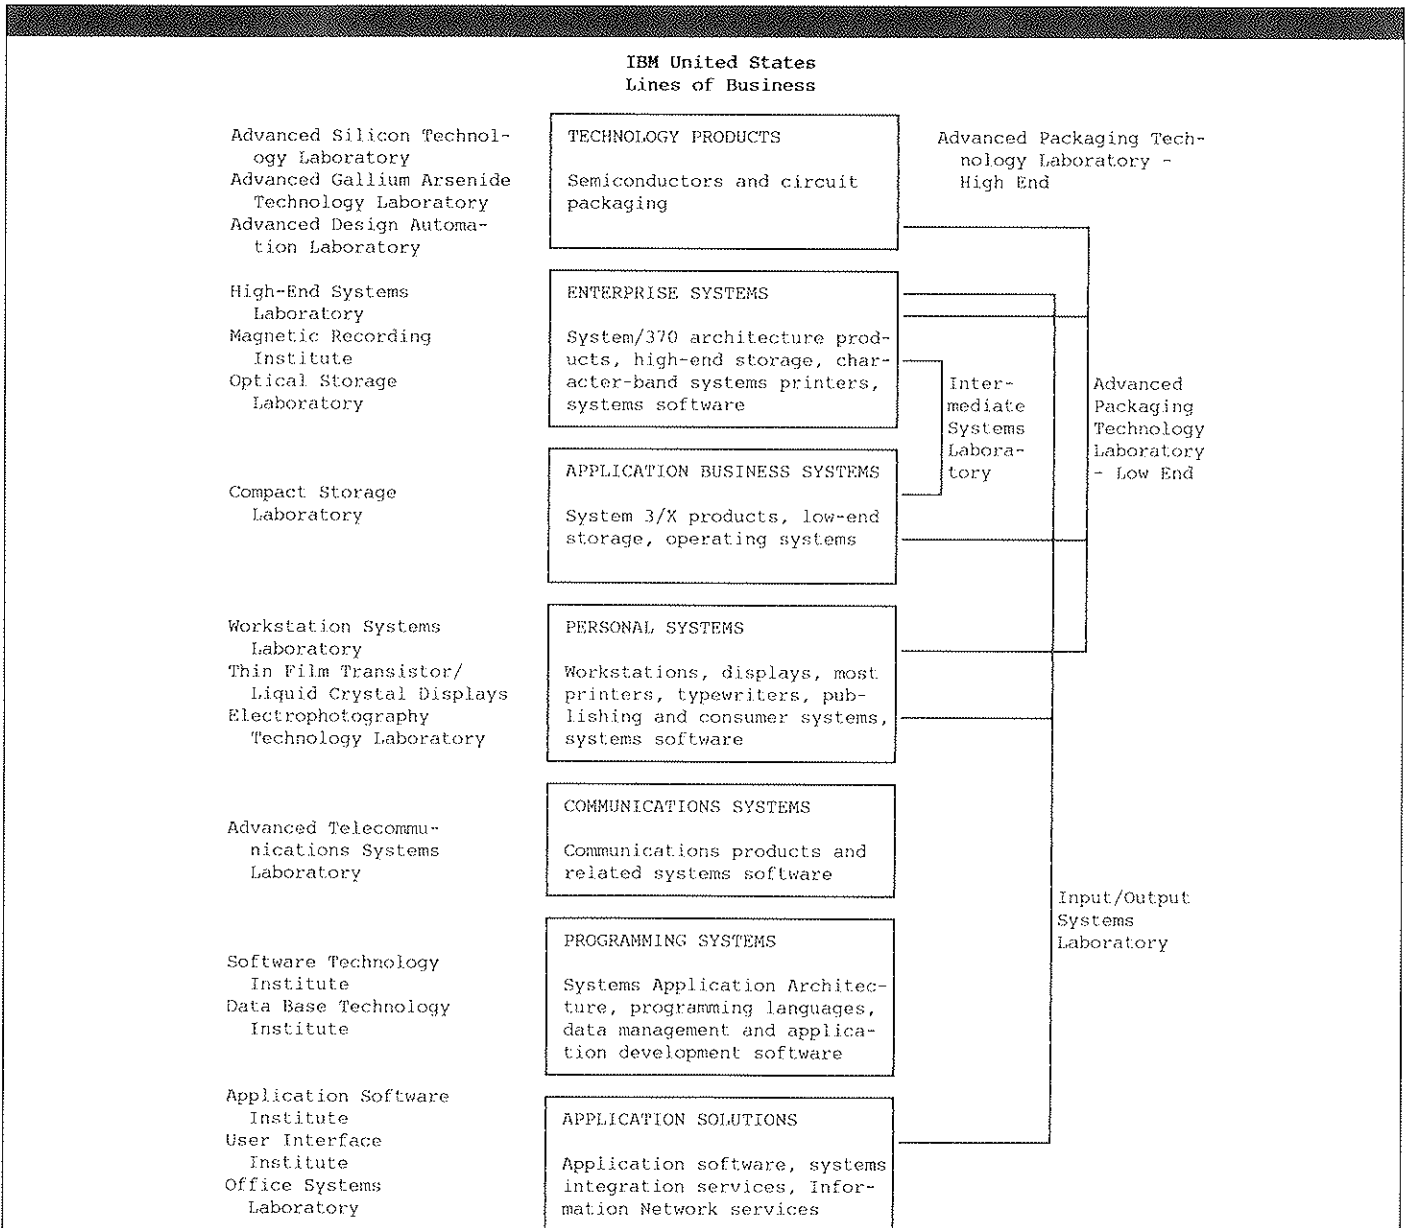 IBM United States
Lines of Business
Advanced Silicon Technol-
ogy Laboratory
Advanced Gallium Arsenide
Technology Laboratory
Advanced Design Automa-
tion Laboratory
TECHNOLOGY PRODUCTS
Semiconductors and circuit
packaging
Advanced Packaging Tech-
nology Laboratory -
High End
High-End Systems
Laboratory
Magnetic Recording
Institute
Optical Storage
Laboratory
ENTERPRISE SYSTEMS
System/370 architecture prod-
ucts, high-end storage, char-
acter-band systems printers,
systems software
Inter-
mediate
Systems
Labora-
tory
Advanced
Packaging
Technology
Laboratory
- Low End
Compact Storage
Laboratory
APPLICATION BUSINESS SYSTEMS
System 3/X products, low-end
storage, operating systems
Workstation Systems
Laboratory
Thin Film Transistor/
Liquid Crystal Displays
Electrophotography
Technology Laboratory
PERSONAL SYSTEMS
Workstations, displays, most
printers, typewriters, pub-
lishing and consumer systems,
systems software
Advanced Telecommu-
nications Systems
Laboratory
COMMUNICATIONS SYSTEMS
Communications products and
related systems software
Input/Output
Systems
Laboratory
Software Technology
Institute
Data Base Technology
Institute
PROGRAMMING SYSTEMS
Systems Application Architec-
ture, programming languages,
data management and applica-
tion development software
Application Software
Institute
User Interface
Institute
Office Systems
Laboratory
APPLICATION SOLUTIONS
Application software, systems
integration services, Infor-
mation Network services